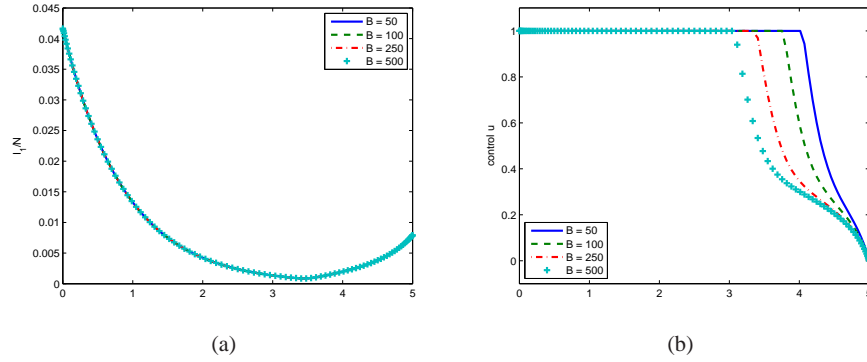 0.045
0.04
0.035
0.03
0.025
0.02
0.015
0.01
0.005
0
I₁/N
B = 50
B = 100
B = 250
B = 500
0 1 2 3 4 5
(a)
1
0.8
0.6
0.4
0.2
0
control u
B = 50
B = 100
B = 250
B = 500
0 1 2 3 4 5
(b)